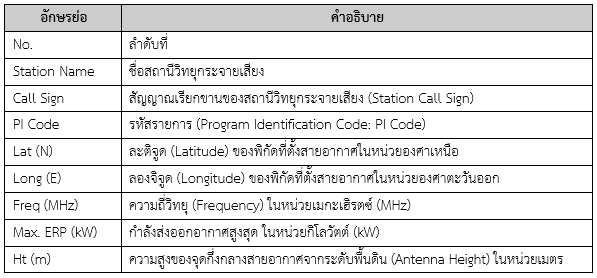 อักษรย่อ คำอธิบาย
No. ลำดับที่
Station Name ชื่อสถานีวิทยุกระจายเสียง
Call Sign สัญญาณเรียกขานของสถานีวิทยุกระจายเสียง (Station Call Sign)
PI Code รหัสรายการ (Program Identification Code: PI Code)
Lat (N) ละติจูด (Latitude) ของพิกัดที่ตั้งสายอากาศในหน่วยองศาเหนือ
Long (E) ลองจิจูด (Longitude) ของพิกัดที่ตั้งสายอากาศในหน่วยองศาตะวันออก
Freq (MHz) ความถี่วิทยุ (Frequency) ในหน่วยเมกะเฮิรตซ์ (MHz)
Max. ERP (kW) กำลังส่งออกอากาศสูงสุด ในหน่วยกิโลวัตต์ (kW)
Ht (m) ความสูงของจุดกึ่งกลางสายอากาศจากระดับพื้นดิน (Antenna Height) ในหน่วยเมตร